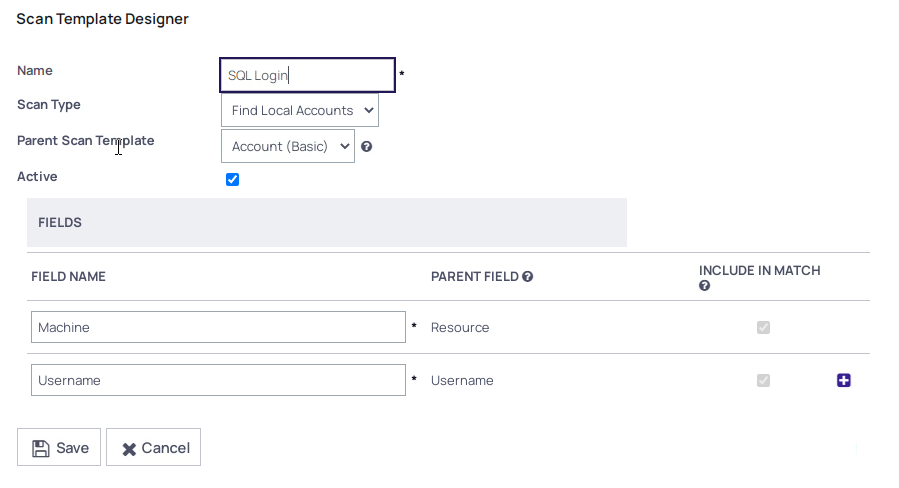 Scan Template Designer
Name SQL Login *
Scan Type Find Local Accounts
Parent Scan Template Account (Basic) ?
Active
FIELDS
FIELD NAME PARENT FIELD ? INCLUDE IN MATCH ?
Machine * Resource
Username * Username
Save Cancel